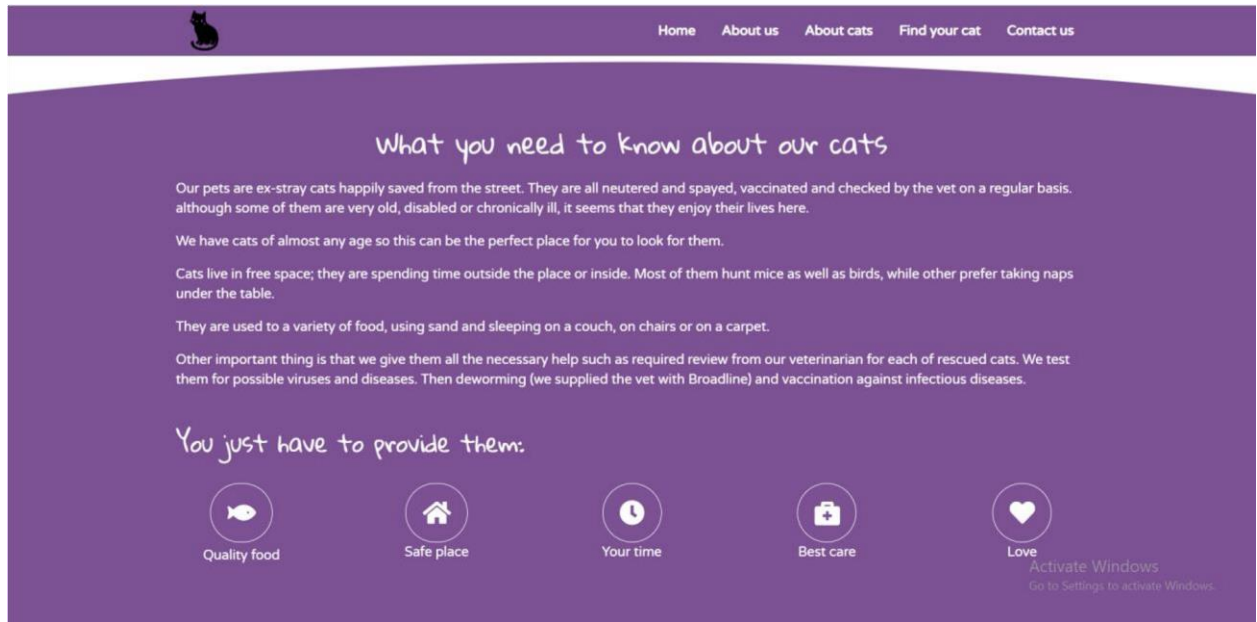 Home About us About cats Find your cat Contact us
What you need to know about our cats
Our pets are ex-stray cats happily saved from the street. They are all neutered and spayed, vaccinated and checked by the vet on a regular basis.
although some of them are very old, disabled or chronically ill, it seems that they enjoy their lives here.
We have cats of almost any age so this can be the perfect place for you to look for them.
Cats live in free space; they are spending time outside the place or inside. Most of them hunt mice as well as birds, while other prefer taking naps
under the table.
They are used to a variety of food, using sand and sleeping on a couch, on chairs or on a carpet.
Other important thing is that we give them all the necessary help such as required review from our veterinarian for each of rescued cats. We test
them for possible viruses and diseases. Then deworming (we supplied the vet with Broadline) and vaccination against infectious diseases.
You just have to provide them:
Quality food Safe place Your time Best care Love
Activate Windows
Go to Settings to activate Windows.